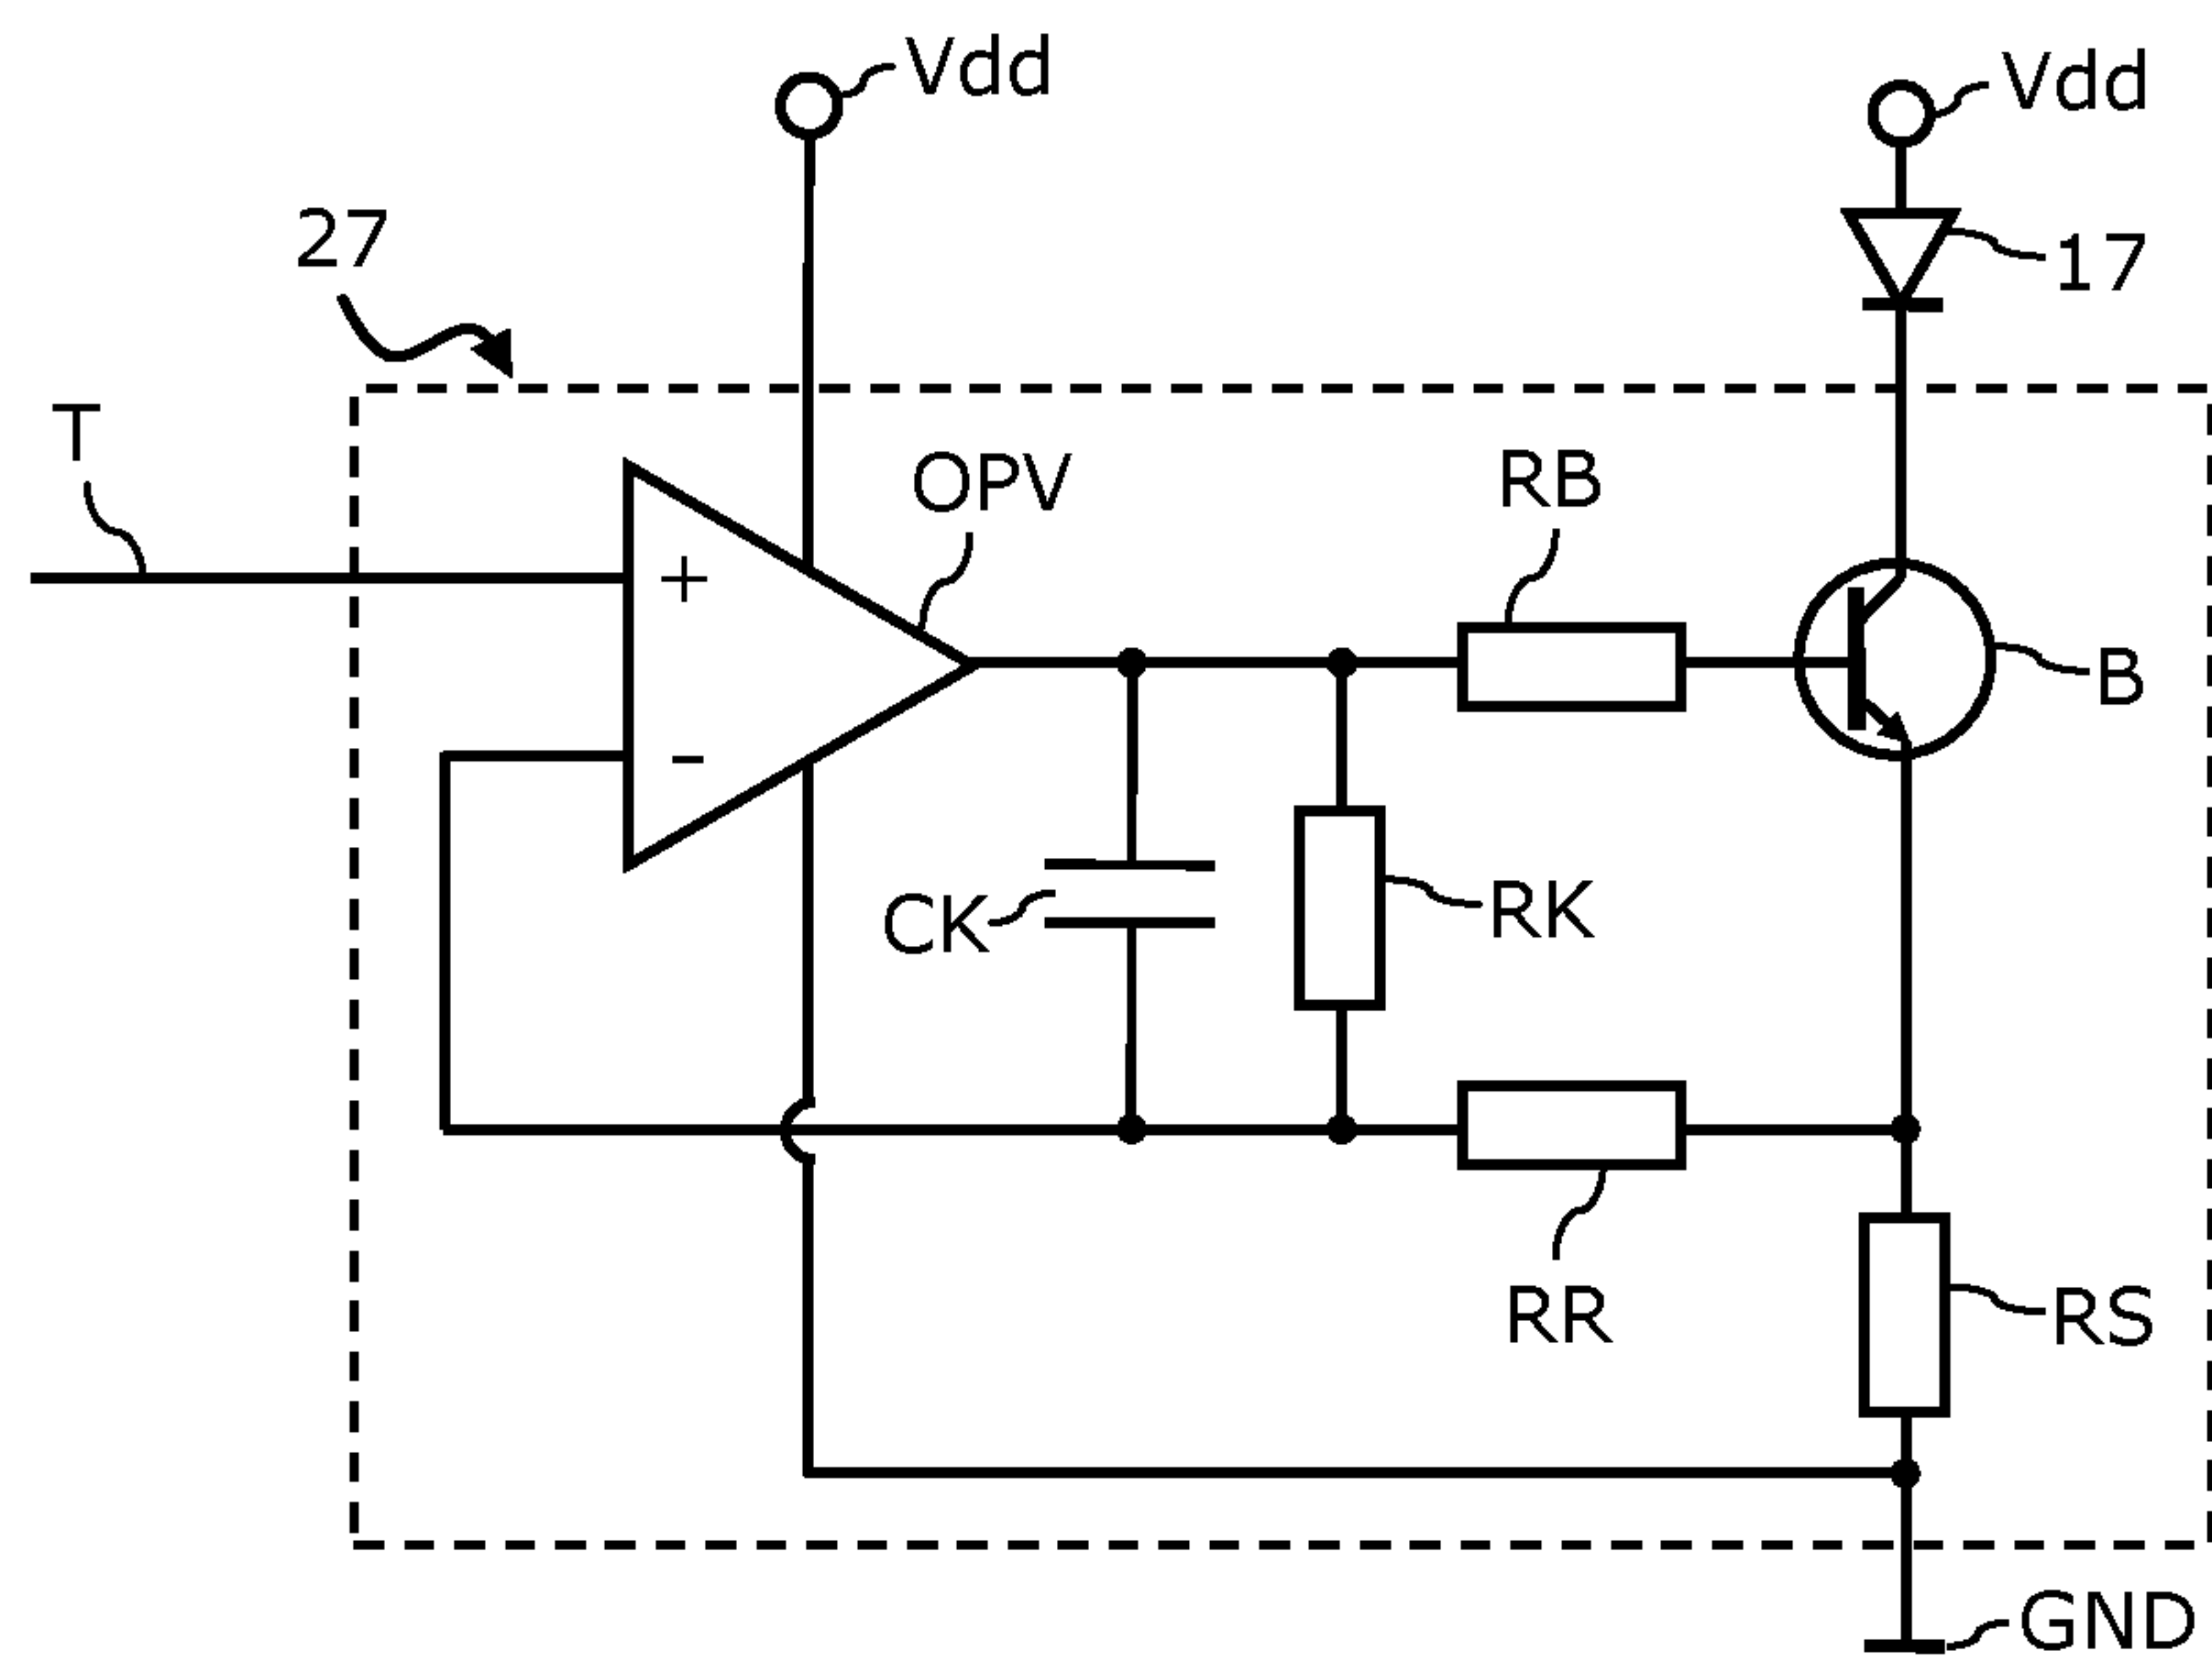 Vdd
Vdd
27
17
T
OPV
RB
+
B
-
CK
RK
RR
RS
GND